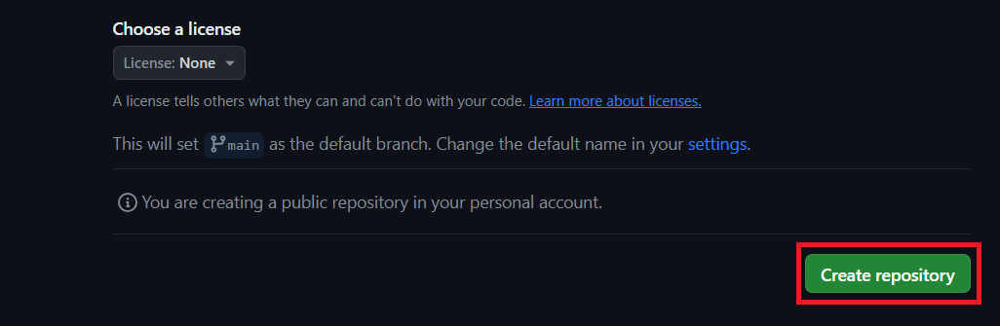 Choose a license
License: None
A license tells others what they can and can't do with your code. Learn more about licenses.
This will set main as the default branch. Change the default name in your settings.
You are creating a public repository in your personal account.
Create repository